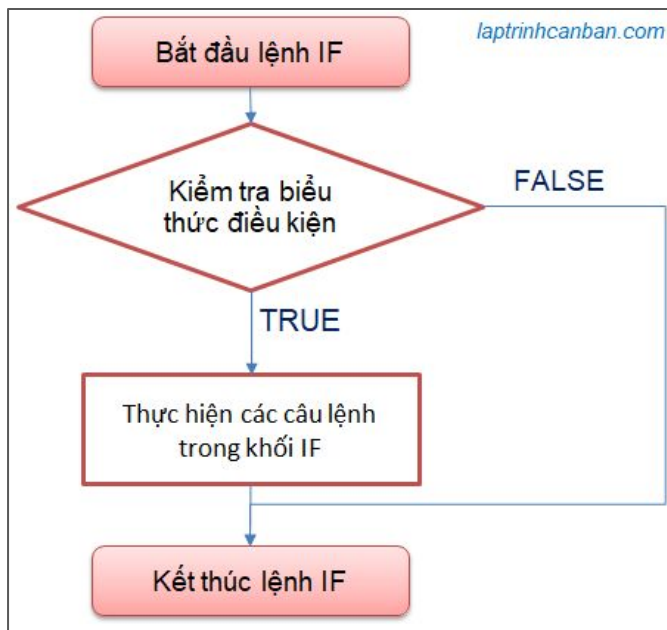 laptrinhcanban.com
Bắt đầu lệnh IF
Kiểm tra biểu
thức điều kiện
FALSE
TRUE
Thực hiện các câu lệnh
trong khối IF
Kết thúc lệnh IF